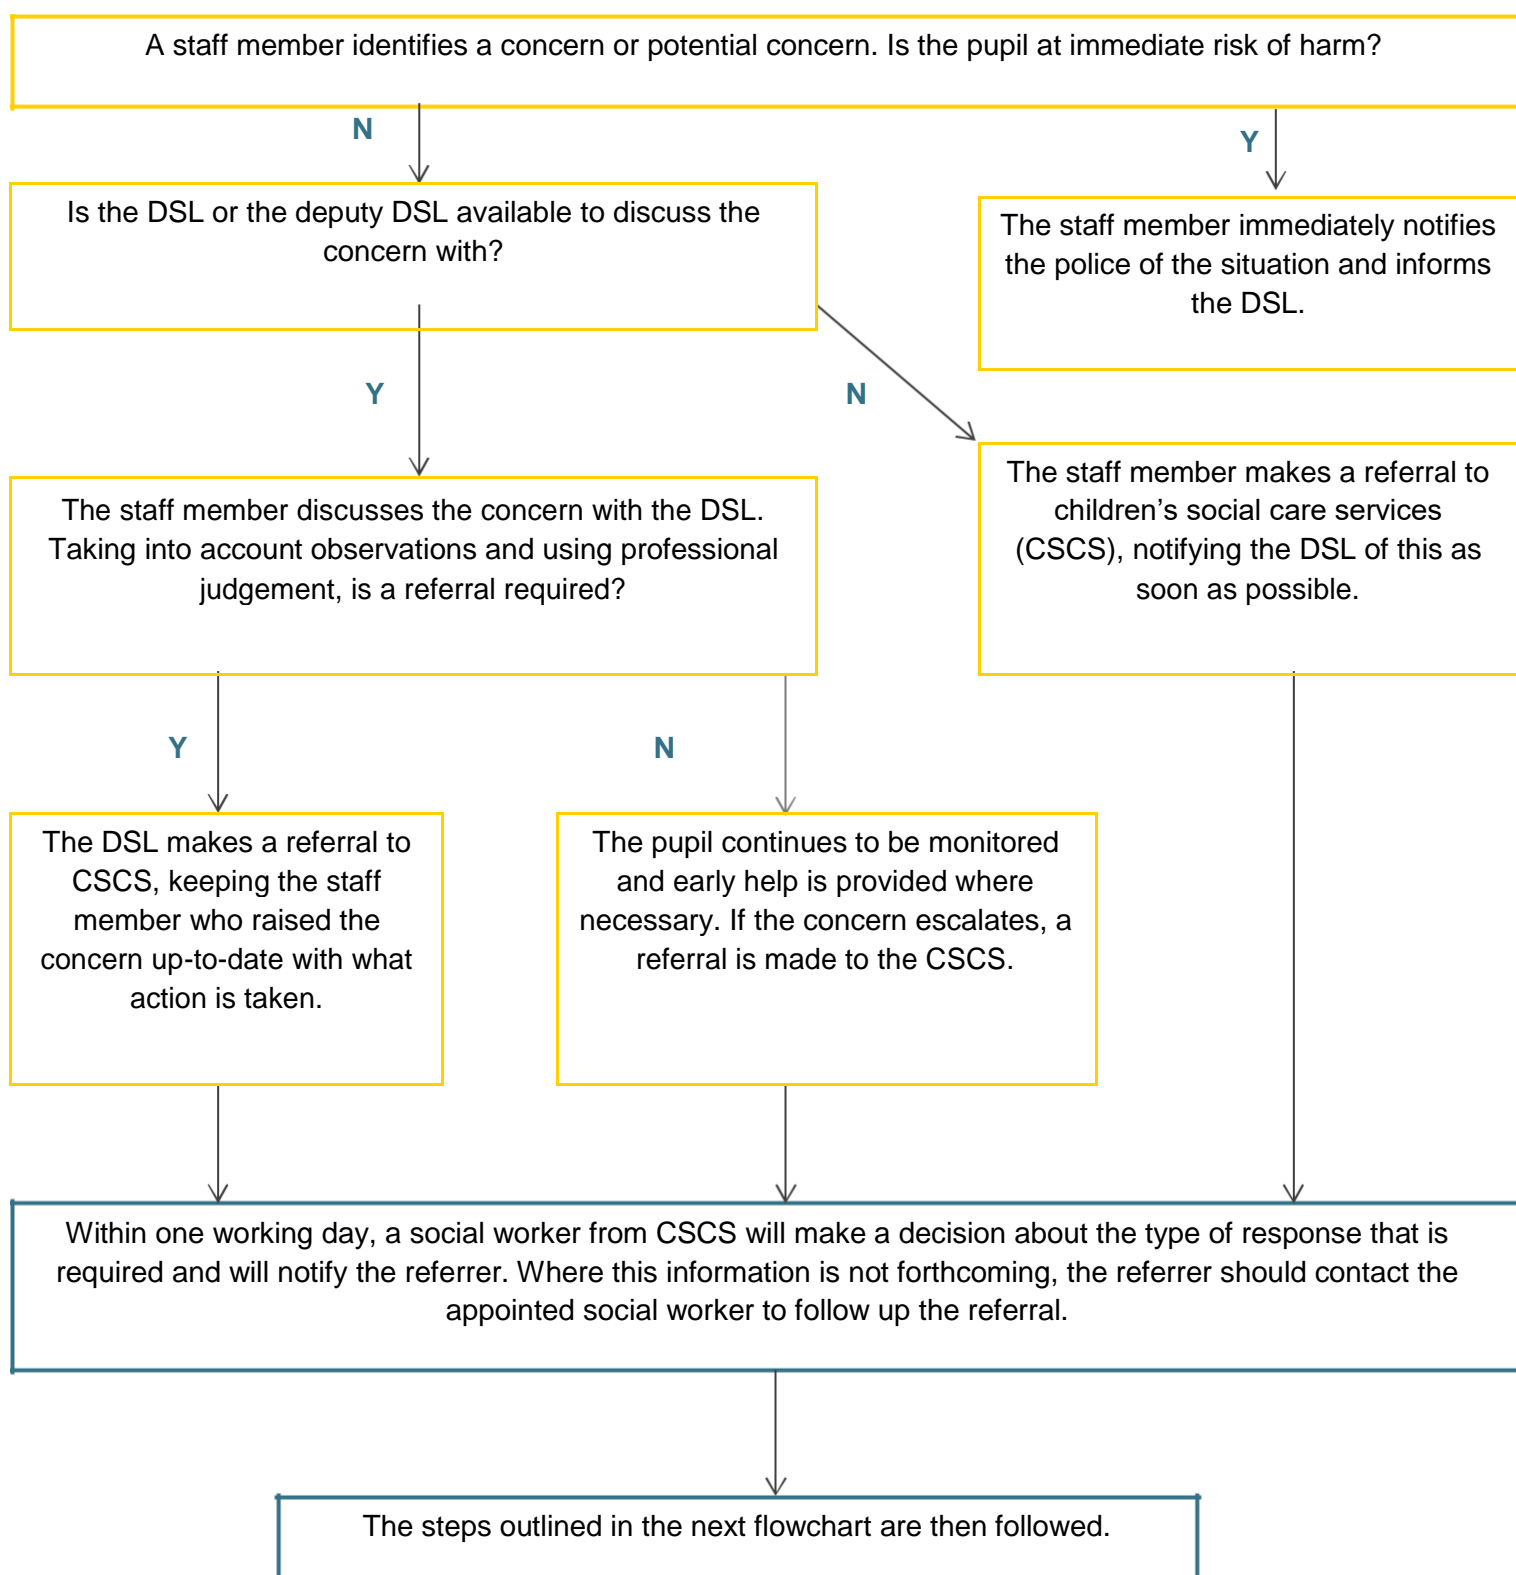 A staff member identifies a concern or potential concern. Is the pupil at immediate risk of harm?
N
Y
Is the DSL or the deputy DSL available to discuss the
concern with?
The staff member immediately notifies
the police of the situation and informs
the DSL.
Y
N
The staff member discusses the concern with the DSL.
Taking into account observations and using professional
judgement, is a referral required?
The staff member makes a referral to
children’s social care services
(CSCS), notifying the DSL of this as
soon as possible.
Y
N
The DSL makes a referral to
CSCS, keeping the staff
member who raised the
concern up-to-date with what
action is taken.
The pupil continues to be monitored
and early help is provided where
necessary. If the concern escalates, a
referral is made to the CSCS.
Within one working day, a social worker from CSCS will make a decision about the type of response that is
required and will notify the referrer. Where this information is not forthcoming, the referrer should contact the
appointed social worker to follow up the referral.
The steps outlined in the next flowchart are then followed.